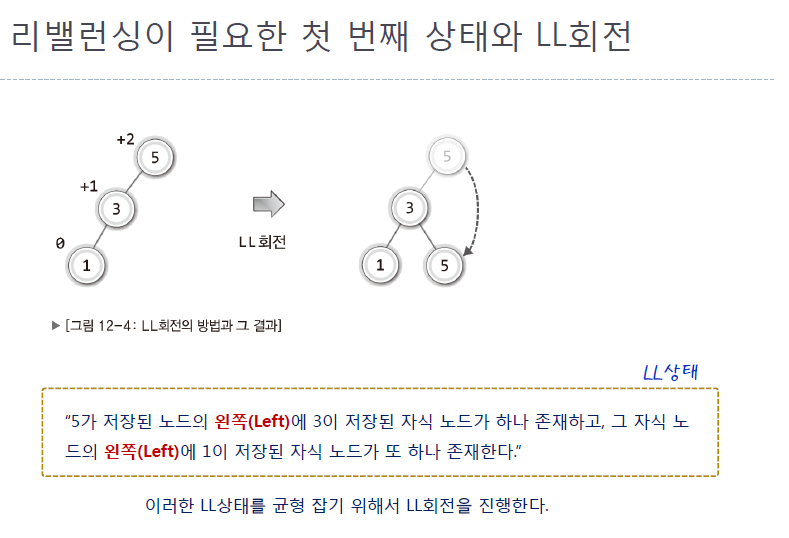 리밸런싱이 필요한 첫 번째 상태와 LL회전
+2
5
5
+1
3
3
LL회전
0
1
1
5
▶ [그림 12-4: LL회전의 방법과 그 결과]
LL상태
“5가 저장된 노드의 왼쪽(Left)에 3이 저장된 자식 노드가 하나 존재하고, 그 자식 노
드의 왼쪽(Left)에 1이 저장된 자식 노드가 또 하나 존재한다.”
이러한 LL상태를 균형 잡기 위해서 LL회전을 진행한다.